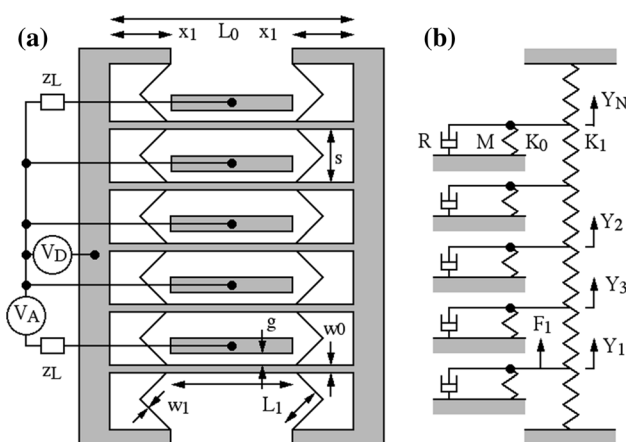 (a)
x1 L0 x1
zL
s
VD
VA
g
w0
zL
w1
L1
(b)
YN
R M K0 K1
Y2
Y3
F1
Y1